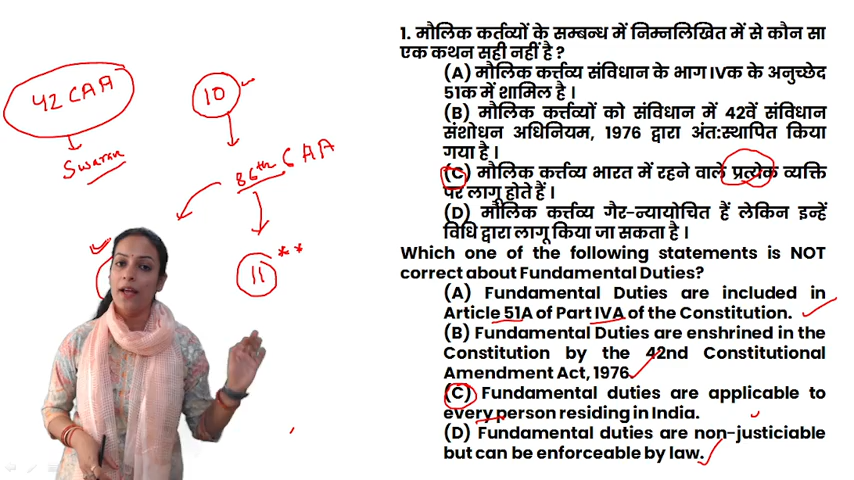 42 CAA
Swaran
10
86th CAA
11 **
1. मौलिक कर्तव्यों के सम्बन्ध में निम्नलिखित में से कौन सा
एक कथन सही नहीं है ?
(A) मौलिक कर्त्तव्य संविधान के भाग IVक के अनुच्छेद
51क में शामिल है ।
(B) मौलिक कर्त्तव्यों को संविधान में 42वें संविधान
संशोधन अधिनियम, 1976 द्वारा अंत:स्थापित किया
गया है ।
(C) मौलिक कर्त्तव्य भारत में रहने वाले प्रत्येक व्यक्ति
पर लागू होते हैं ।
(D) मौलिक कर्त्तव्य गैर-न्यायोचित हैं लेकिन इन्हें
विधि द्वारा लागू किया जा सकता है ।
Which one of the following statements is NOT
correct about Fundamental Duties?
(A) Fundamental Duties are included in
Article 51A of Part IVA of the Constitution.
(B) Fundamental Duties are enshrined in the
Constitution by the 42nd Constitutional
Amendment Act, 1976.
(C) Fundamental duties are applicable to
every person residing in India.
(D) Fundamental duties are non-justiciable
but can be enforceable by law.